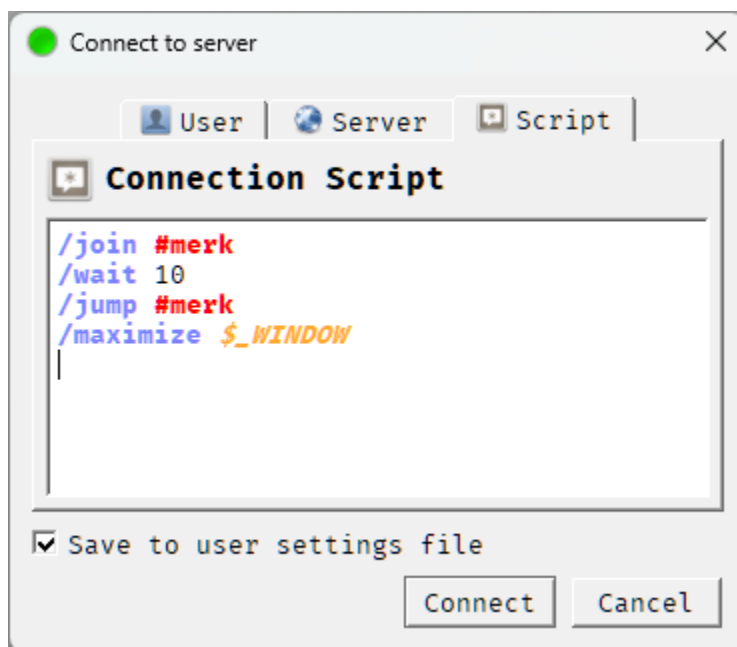 Connect to server
User
Server
Script
Connection Script
/join #merk
/wait 10
/jump #merk
/maximize $_WINDOW
Save to user settings file
Connect
Cancel